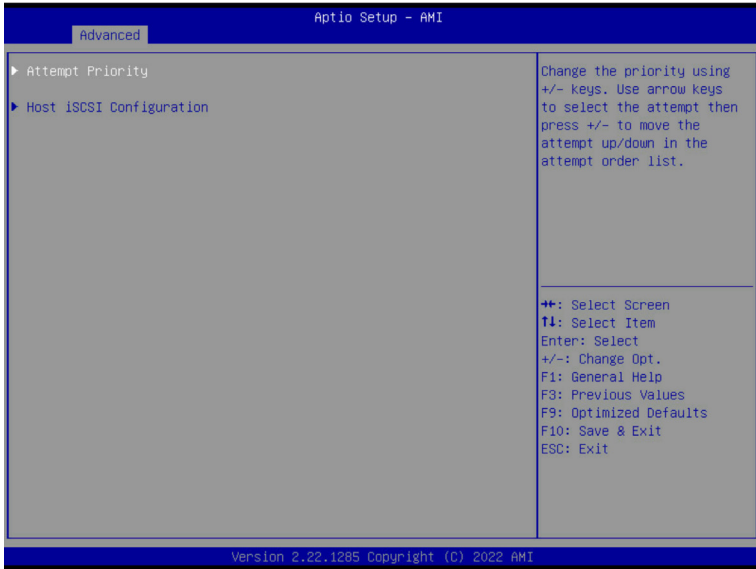 Aptio Setup – AMI
Advanced
▶ Attempt Priority
▶ Host iSCSI Configuration
Change the priority using
+/- keys. Use arrow keys
to select the attempt then
press +/- to move the
attempt up/down in the
attempt order list.
→←: Select Screen
↑↓: Select Item
Enter: Select
+/-: Change Opt.
F1: General Help
F3: Previous Values
F9: Optimized Defaults
F10: Save & Exit
ESC: Exit
Version 2.22.1285 Copyright (C) 2022 AMI